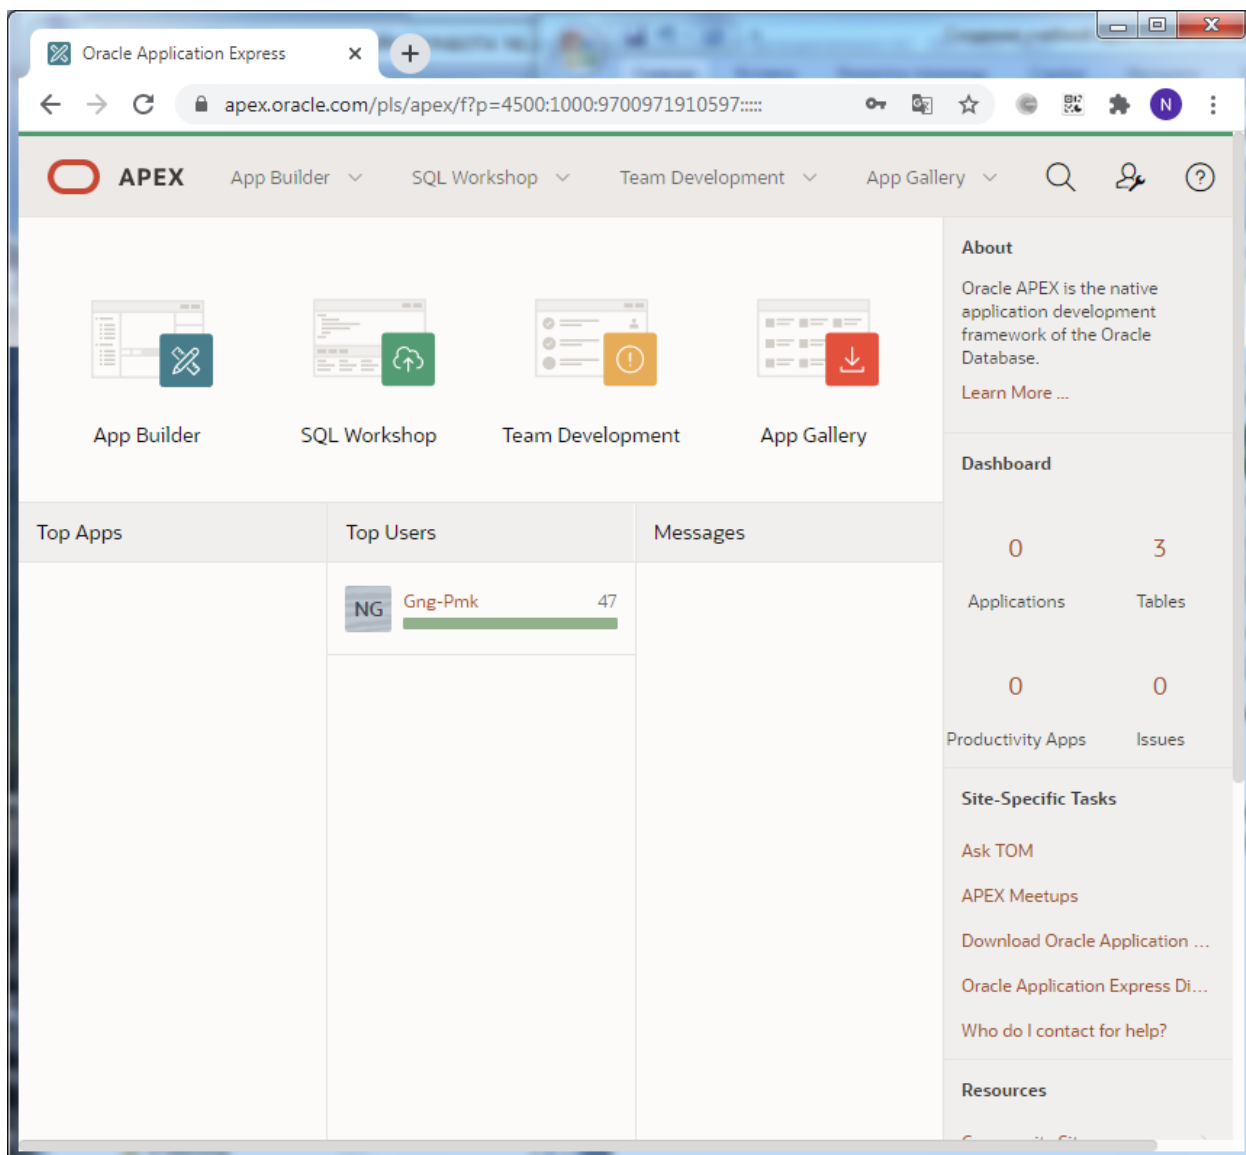 Oracle Application Express
apex.oracle.com/pls/apex/f?p=4500:1000:9700971910597:::::
N
APEX
App Builder
SQL Workshop
Team Development
App Gallery
App Builder
SQL Workshop
Team Development
App Gallery
Top Apps
Top Users
Messages
NG
Gng-Pmk
47
About
Oracle APEX is the native
application development
framework of the Oracle
Database.
Learn More ...
Dashboard
0
3
Applications
Tables
0
0
Productivity Apps
Issues
Site-Specific Tasks
Ask TOM
APEX Meetups
Download Oracle Application ...
Oracle Application Express Di...
Who do I contact for help?
Resources